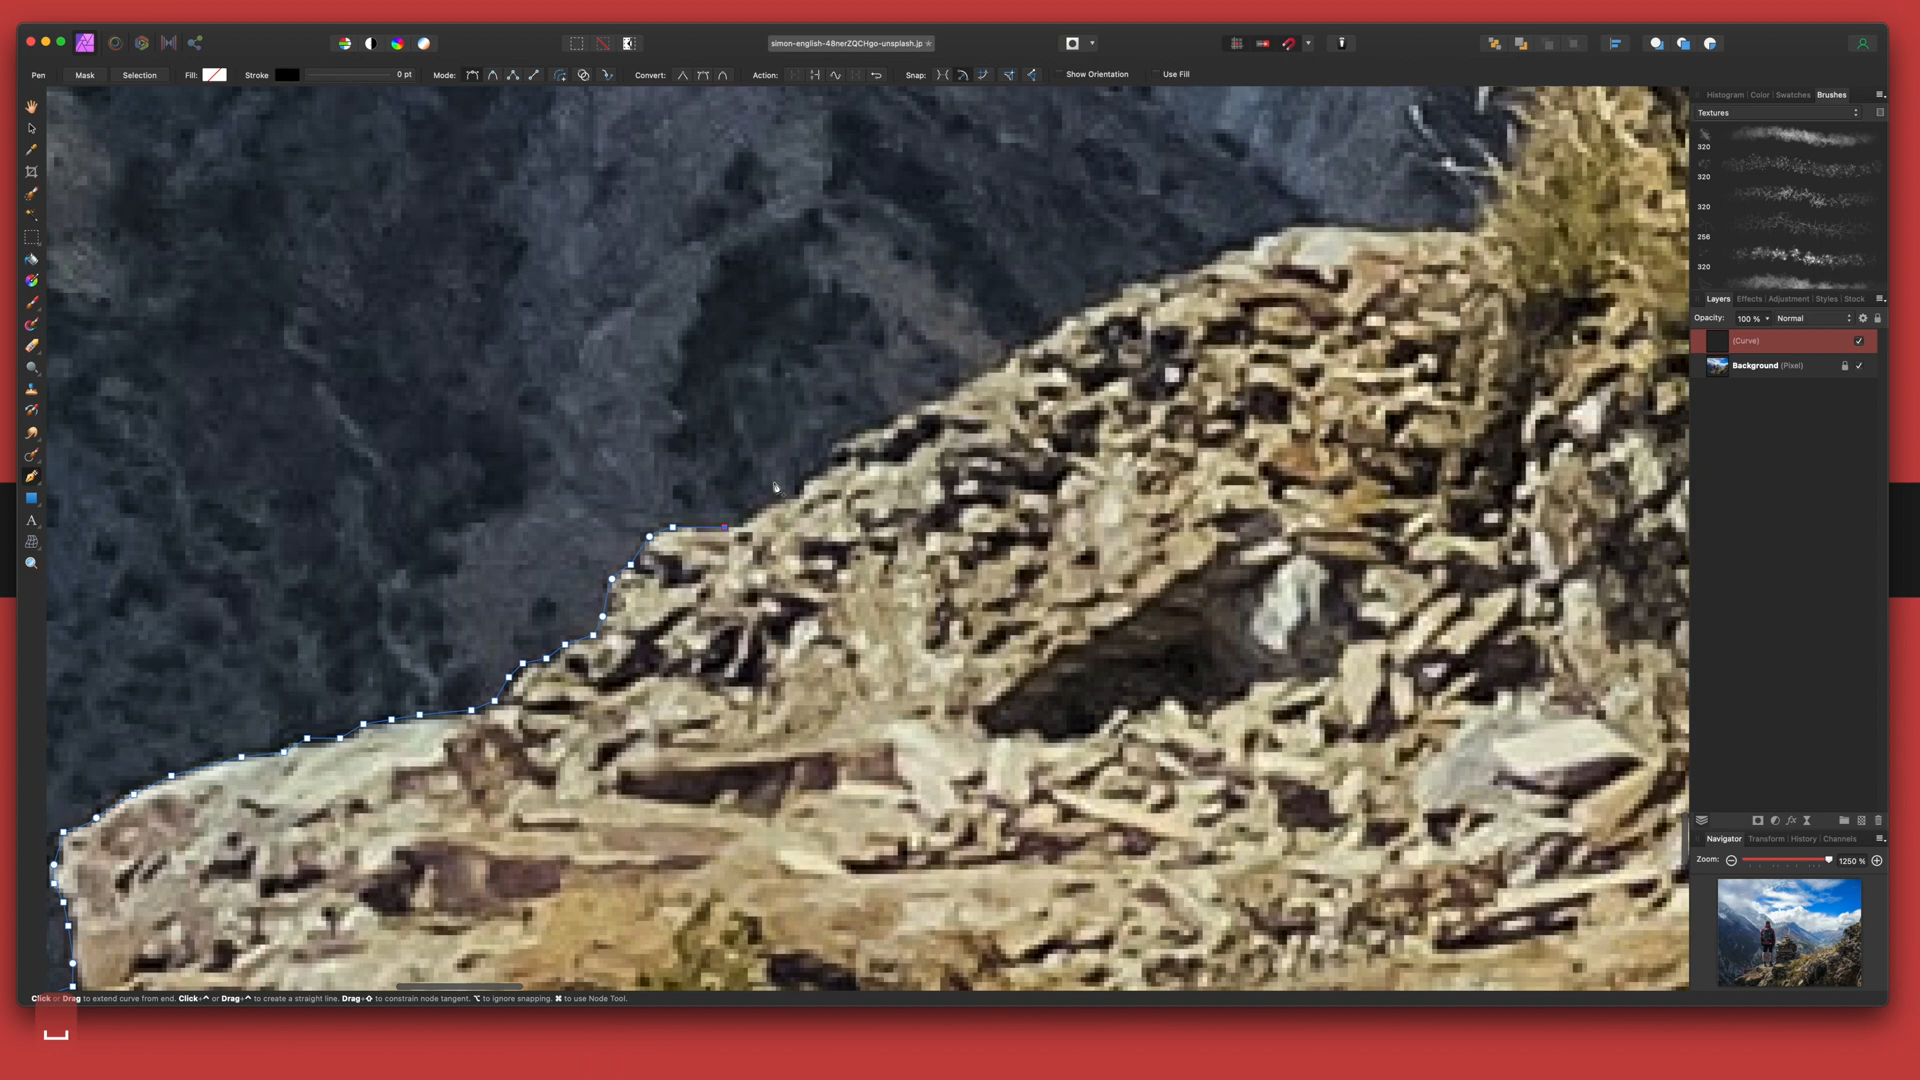 simon-english-48nerZQCHgo-unsplash.jp
Pen Mask Selection Fill: Stroke 0 pt Mode: Convert: Action: Snap: Show Orientation Use Fill
Histogram Color Swatches Brushes
Textures
320
320
320
256
320
Layers Effects Adjustment Styles Stock
Opacity: 100 % Normal
(Curve)
Background (Pixel)
Navigator Transform History Channels
Zoom: 1250 %
Click or Drag to extend curve from end. Click+⌃ or Drag+⌃ to create a straight line. Drag+⇧ to constrain node tangent. ⌥ to ignore snapping. ⌘ to use Node Tool.